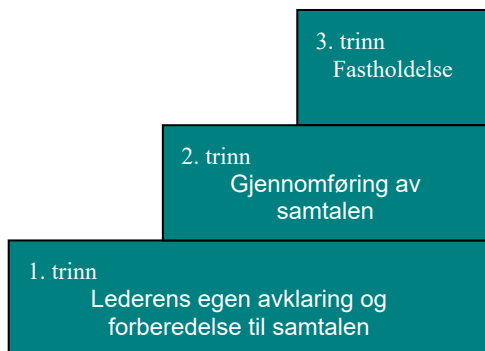 3. trinn
Fastholdelse
2. trinn
Gjennomføring av
samtalen
1. trinn
Lederens egen avklaring og
forberedelse til samtalen